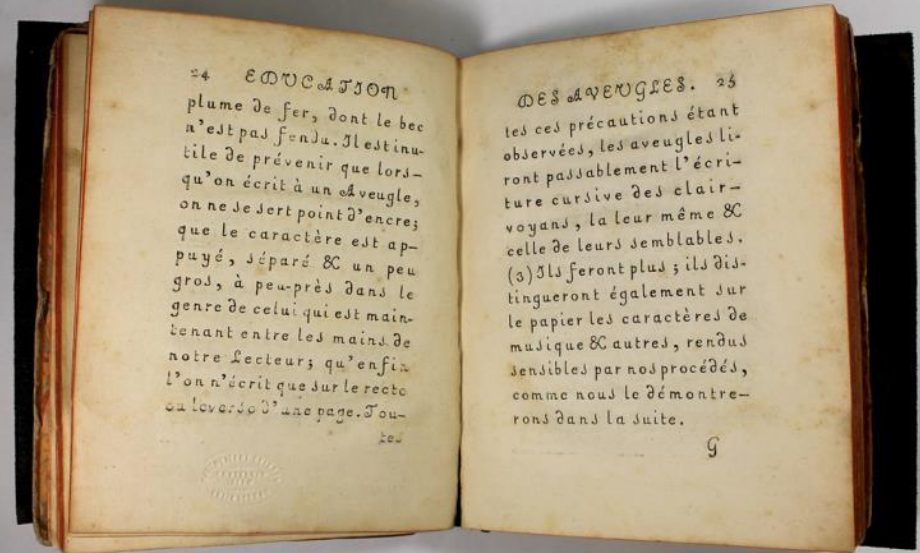 24 EDUCATION
plume de fer, dont le bec
n'est pas fendu. Il est inu-
tile de prévenir que lors-
qu'on écrit à un Aveugle,
on ne se sert point d'encre;
que le caractère est ap-
puyé, séparé & un peu
gros, à peu-près dans le
genre de celui qui est main-
tenant entre les mains de
notre Lecteur; qu'enfin
l'on n'écrit que sur le recto
ou le verso d'une page. Tou-
tes
DES AVEUGLES. 25
tes ces précautions étant
observées, les aveugles li-
ront passablement l'écri-
ture cursive des clair-
voyans, la leur même &
celle de leurs semblables.
(3) Ils feront plus; ils dis-
tingueront également sur
le papier les caractères de
musique & autres, rendus
sensibles par nos procédés,
comme nous le démontre-
rons dans la suite.
G